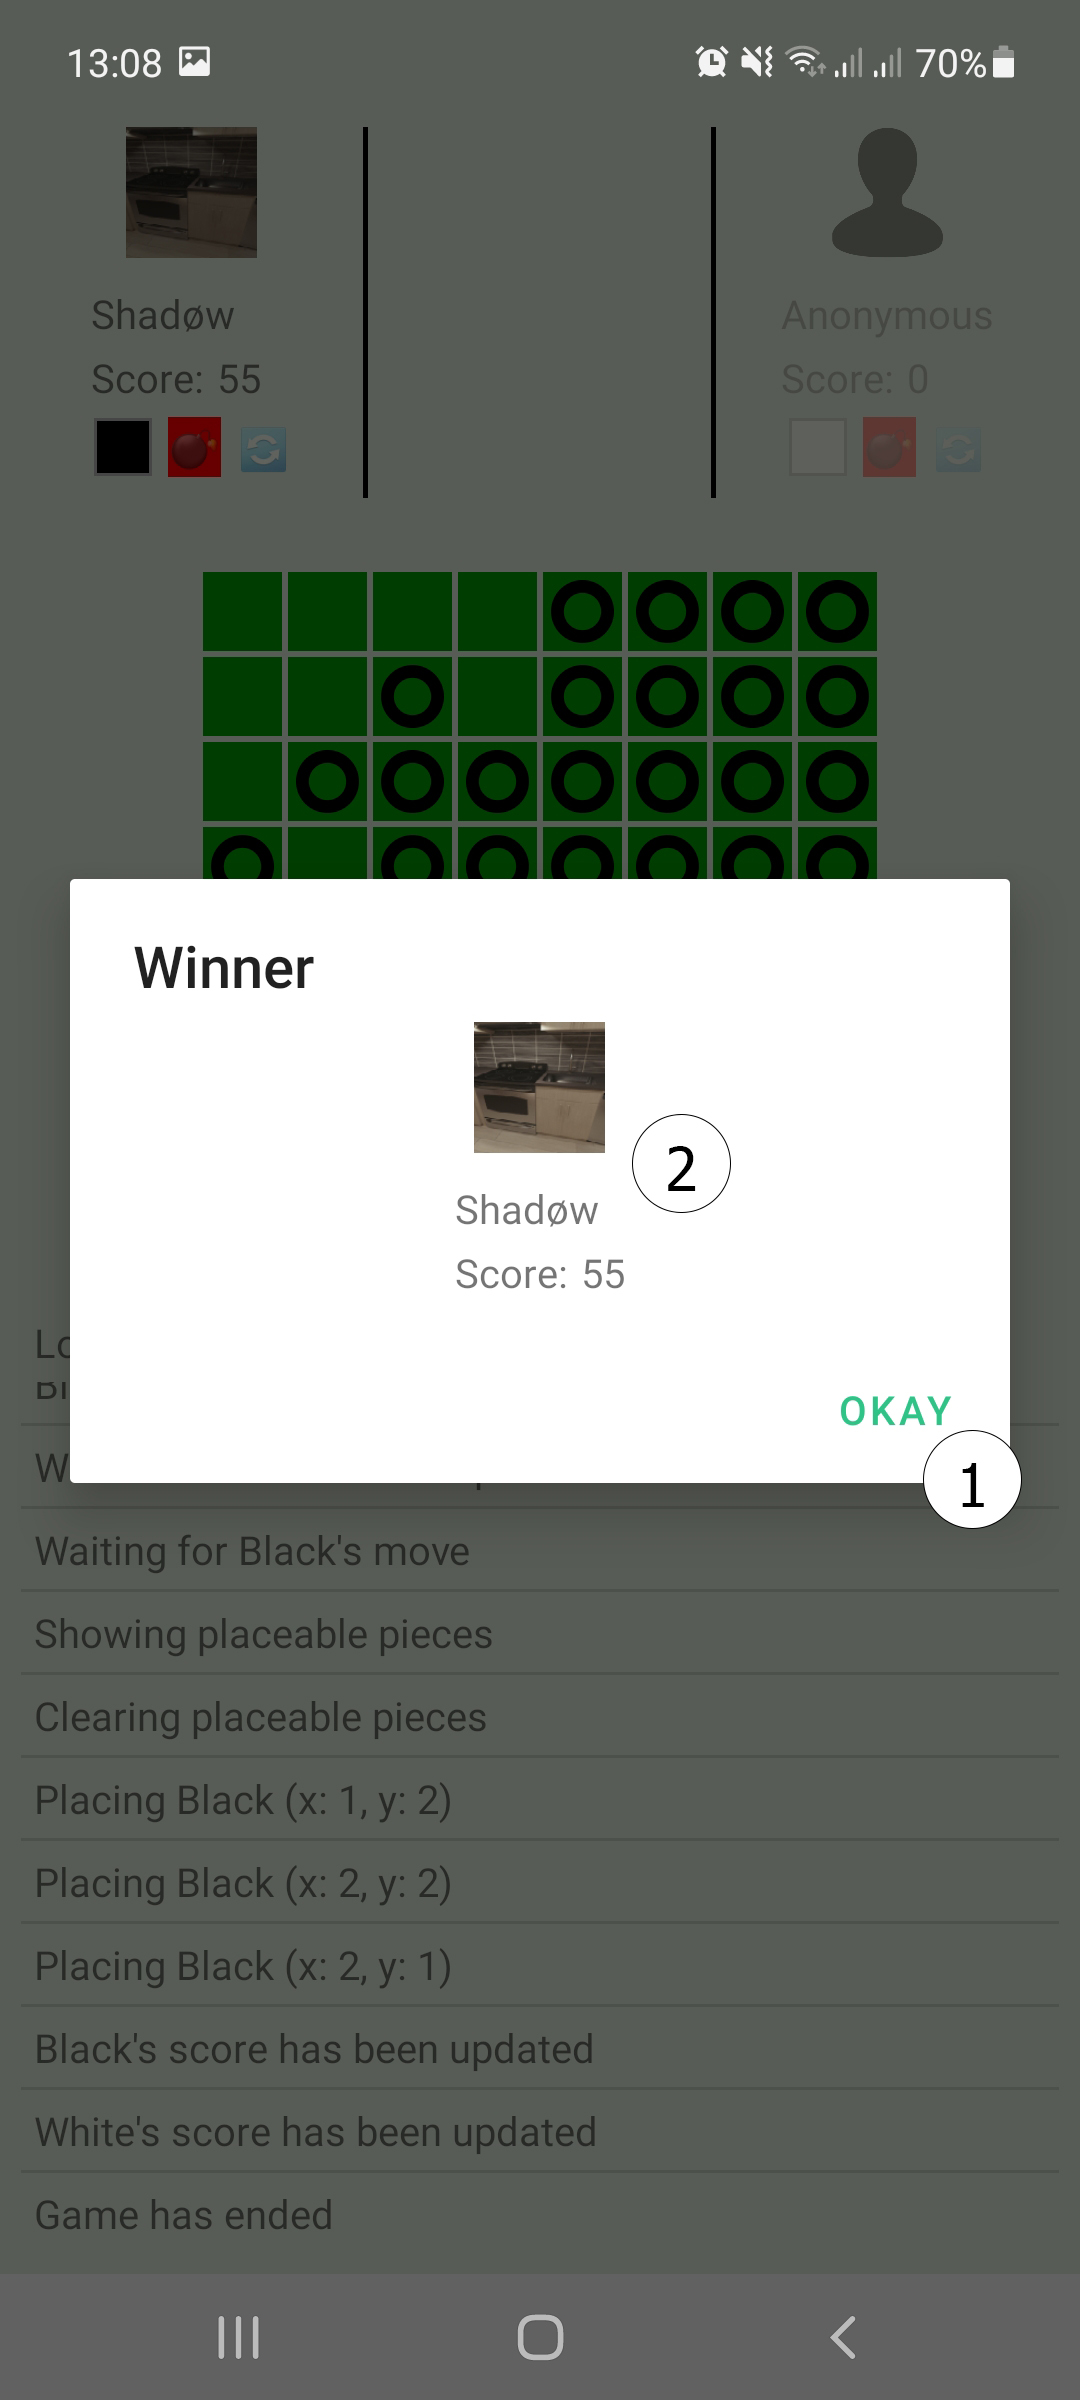 13:08 70%
Shadøw
Score: 55
Anonymous
Score: 0
Winner
Shadøw
Score: 55
2
OKAY
1
Waiting for Black's move
Showing placeable pieces
Clearing placeable pieces
Placing Black (x: 1, y: 2)
Placing Black (x: 2, y: 2)
Placing Black (x: 2, y: 1)
Black's score has been updated
White's score has been updated
Game has ended